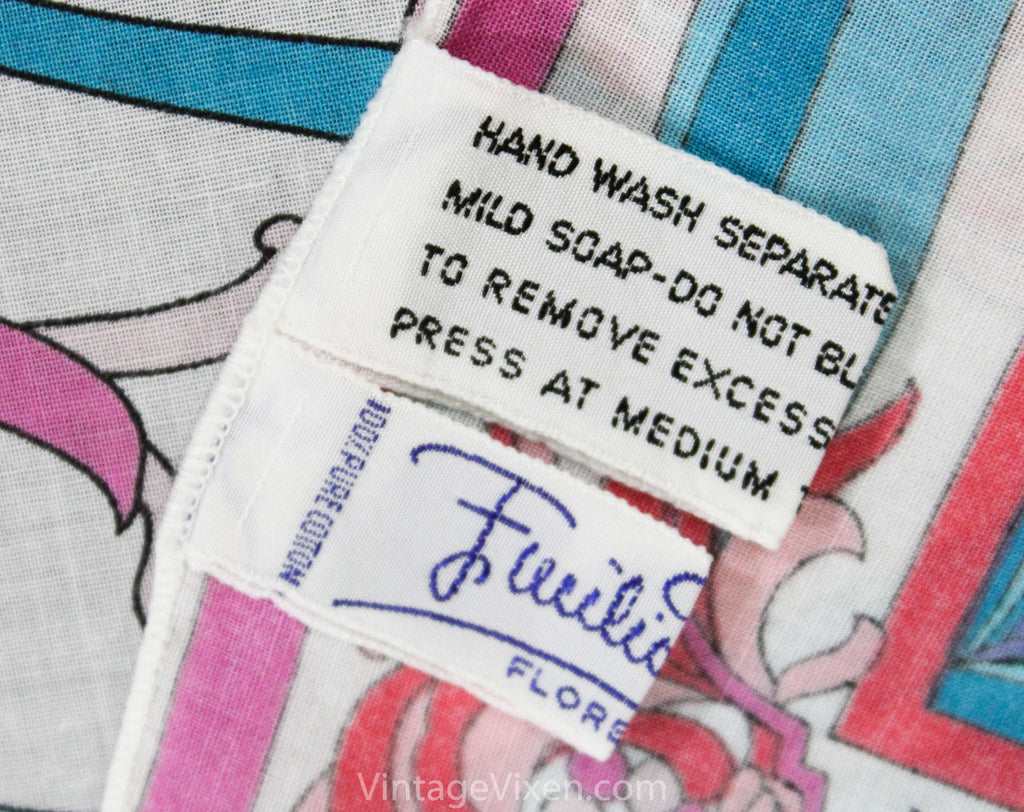 HAND WASH SEPARATE
MILD SOAP-DO NOT BL
TO REMOVE EXCESS
PRESS AT MEDIUM
100% PURE COTTON
Emilio
FLORE
VintageVixen.com